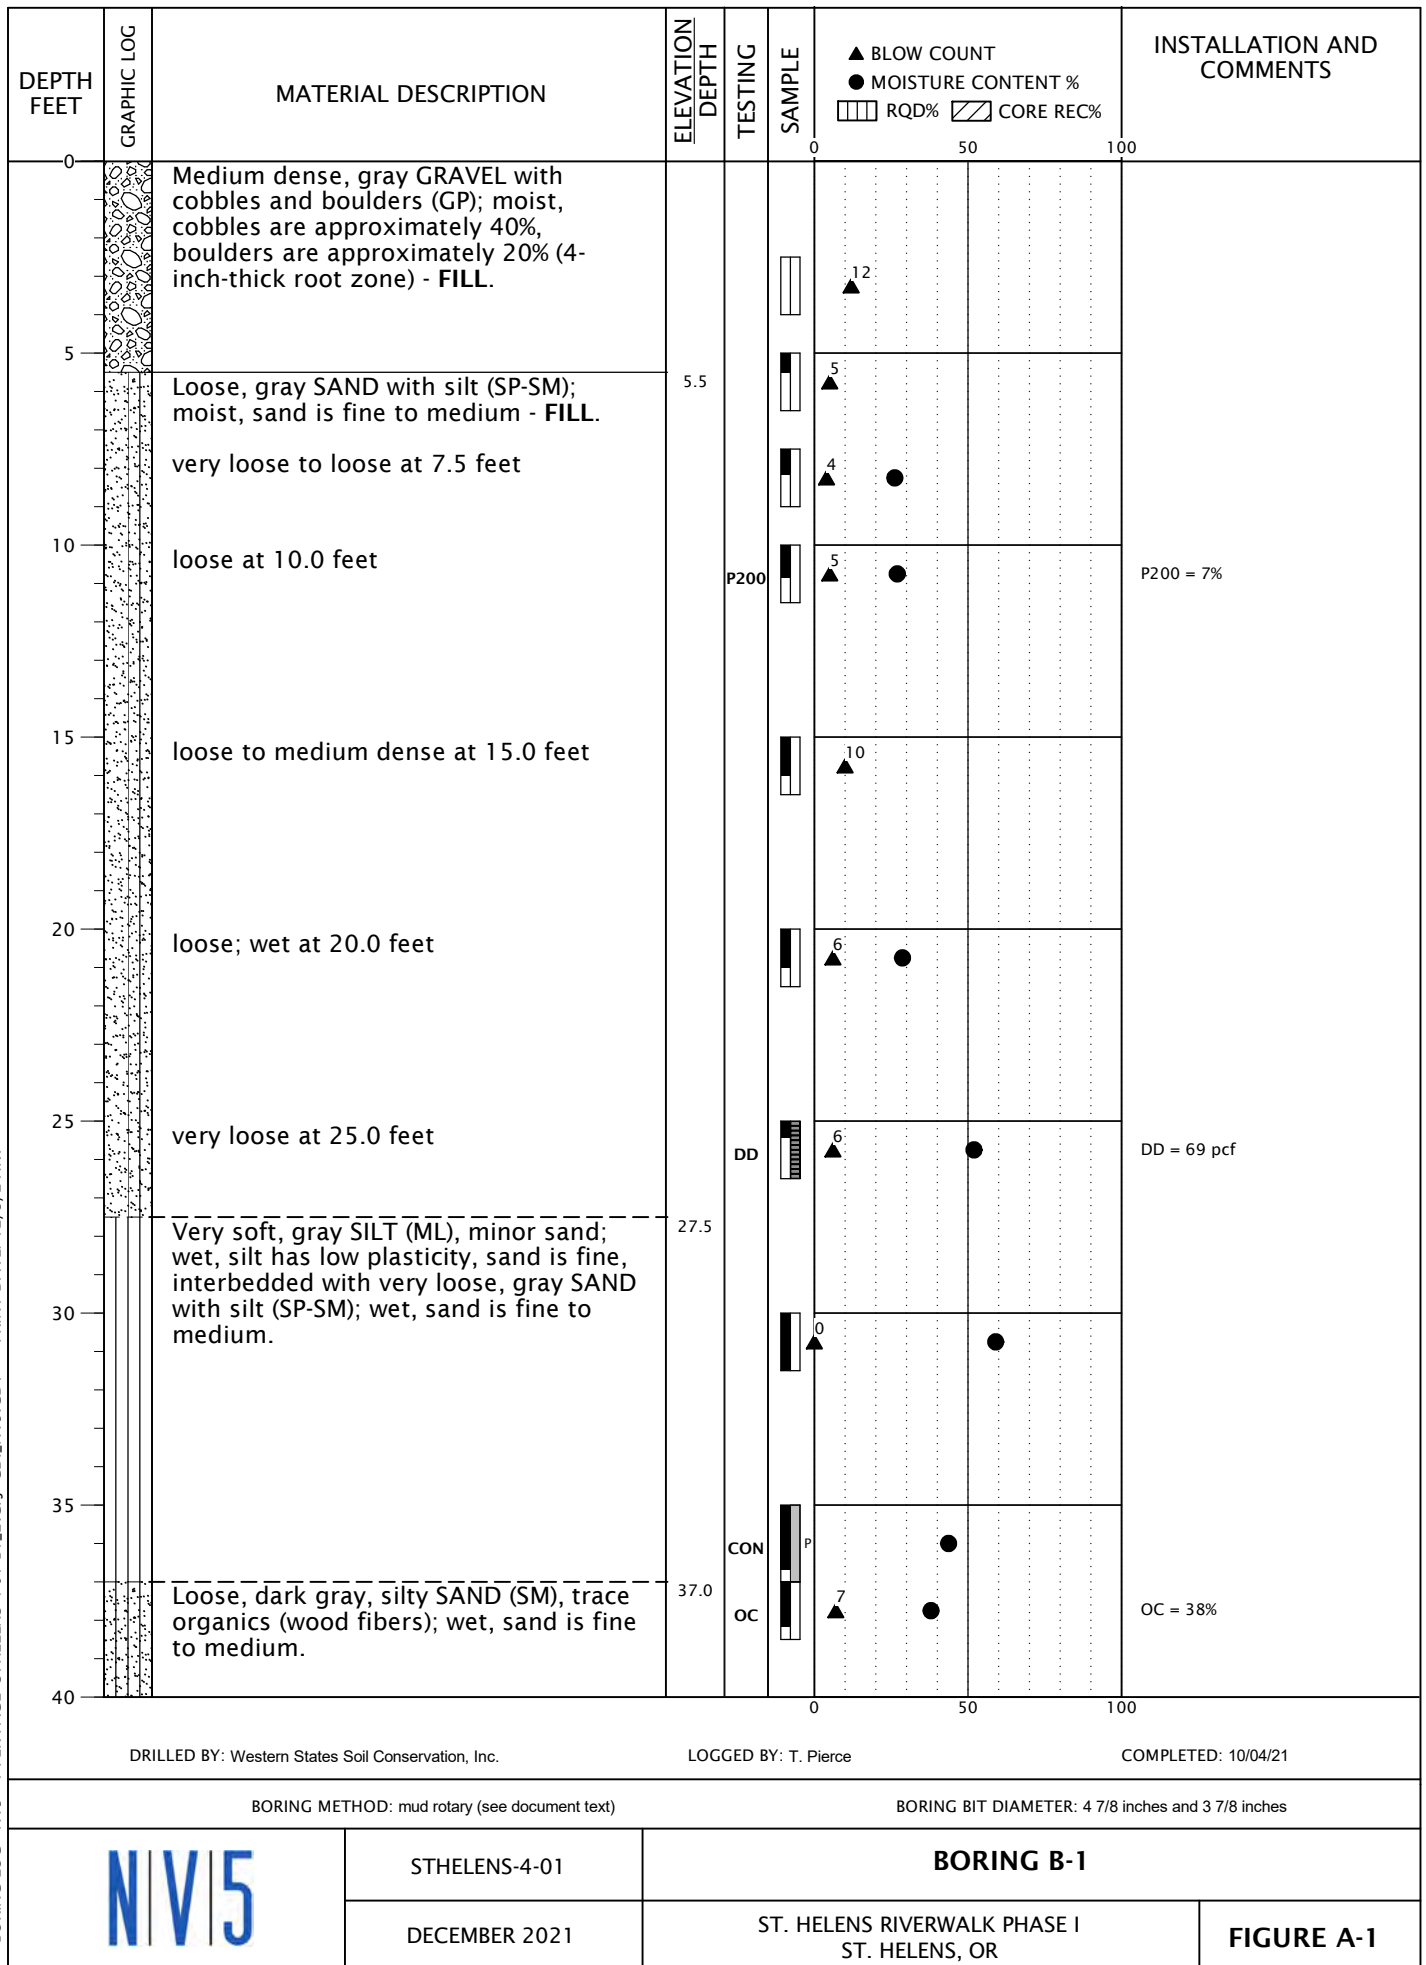 DEPTH
FEET
GRAPHIC LOG
MATERIAL DESCRIPTION
ELEVATION
DEPTH
TESTING
SAMPLE
BLOW COUNT
MOISTURE CONTENT %
RQD% CORE REC%
INSTALLATION AND
COMMENTS
0 50 100
0
Medium dense, gray GRAVEL with
cobbles and boulders (GP); moist,
cobbles are approximately 40%,
boulders are approximately 20% (4-
inch-thick root zone) - FILL.
12
5
5
Loose, gray SAND with silt (SP-SM);
moist, sand is fine to medium - FILL.
5.5
very loose to loose at 7.5 feet
4
10
loose at 10.0 feet
P200
5
P200 = 7%
15
loose to medium dense at 15.0 feet
10
20
loose; wet at 20.0 feet
6
25
very loose at 25.0 feet
DD
6
DD = 69 pcf
Very soft, gray SILT (ML), minor sand;
wet, silt has low plasticity, sand is fine,
interbedded with very loose, gray SAND
with silt (SP-SM); wet, sand is fine to
medium.
27.5
30
0
35
CON
P
Loose, dark gray, silty SAND (SM), trace
organics (wood fibers); wet, sand is fine
to medium.
37.0
OC
7
OC = 38%
40
0 50 100
DRILLED BY: Western States Soil Conservation, Inc.
LOGGED BY: T. Pierce
COMPLETED: 10/04/21
BORING METHOD: mud rotary (see document text)
BORING BIT DIAMETER: 4 7/8 inches and 3 7/8 inches
NV5
STHELENS-4-01
BORING B-1
DECEMBER 2021
ST. HELENS RIVERWALK PHASE I
ST. HELENS, OR
FIGURE A-1